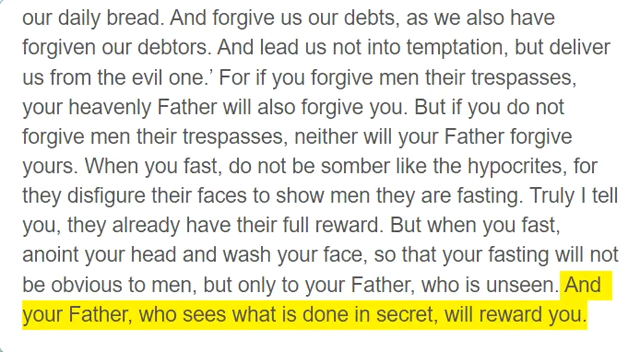 our daily bread. And forgive us our debts, as we also have
forgiven our debtors. And lead us not into temptation, but deliver
us from the evil one.’ For if you forgive men their trespasses,
your heavenly Father will also forgive you. But if you do not
forgive men their trespasses, neither will your Father forgive
yours. When you fast, do not be somber like the hypocrites, for
they disfigure their faces to show men they are fasting. Truly I tell
you, they already have their full reward. But when you fast,
anoint your head and wash your face, so that your fasting will not
be obvious to men, but only to your Father, who is unseen. And
your Father, who sees what is done in secret, will reward you.